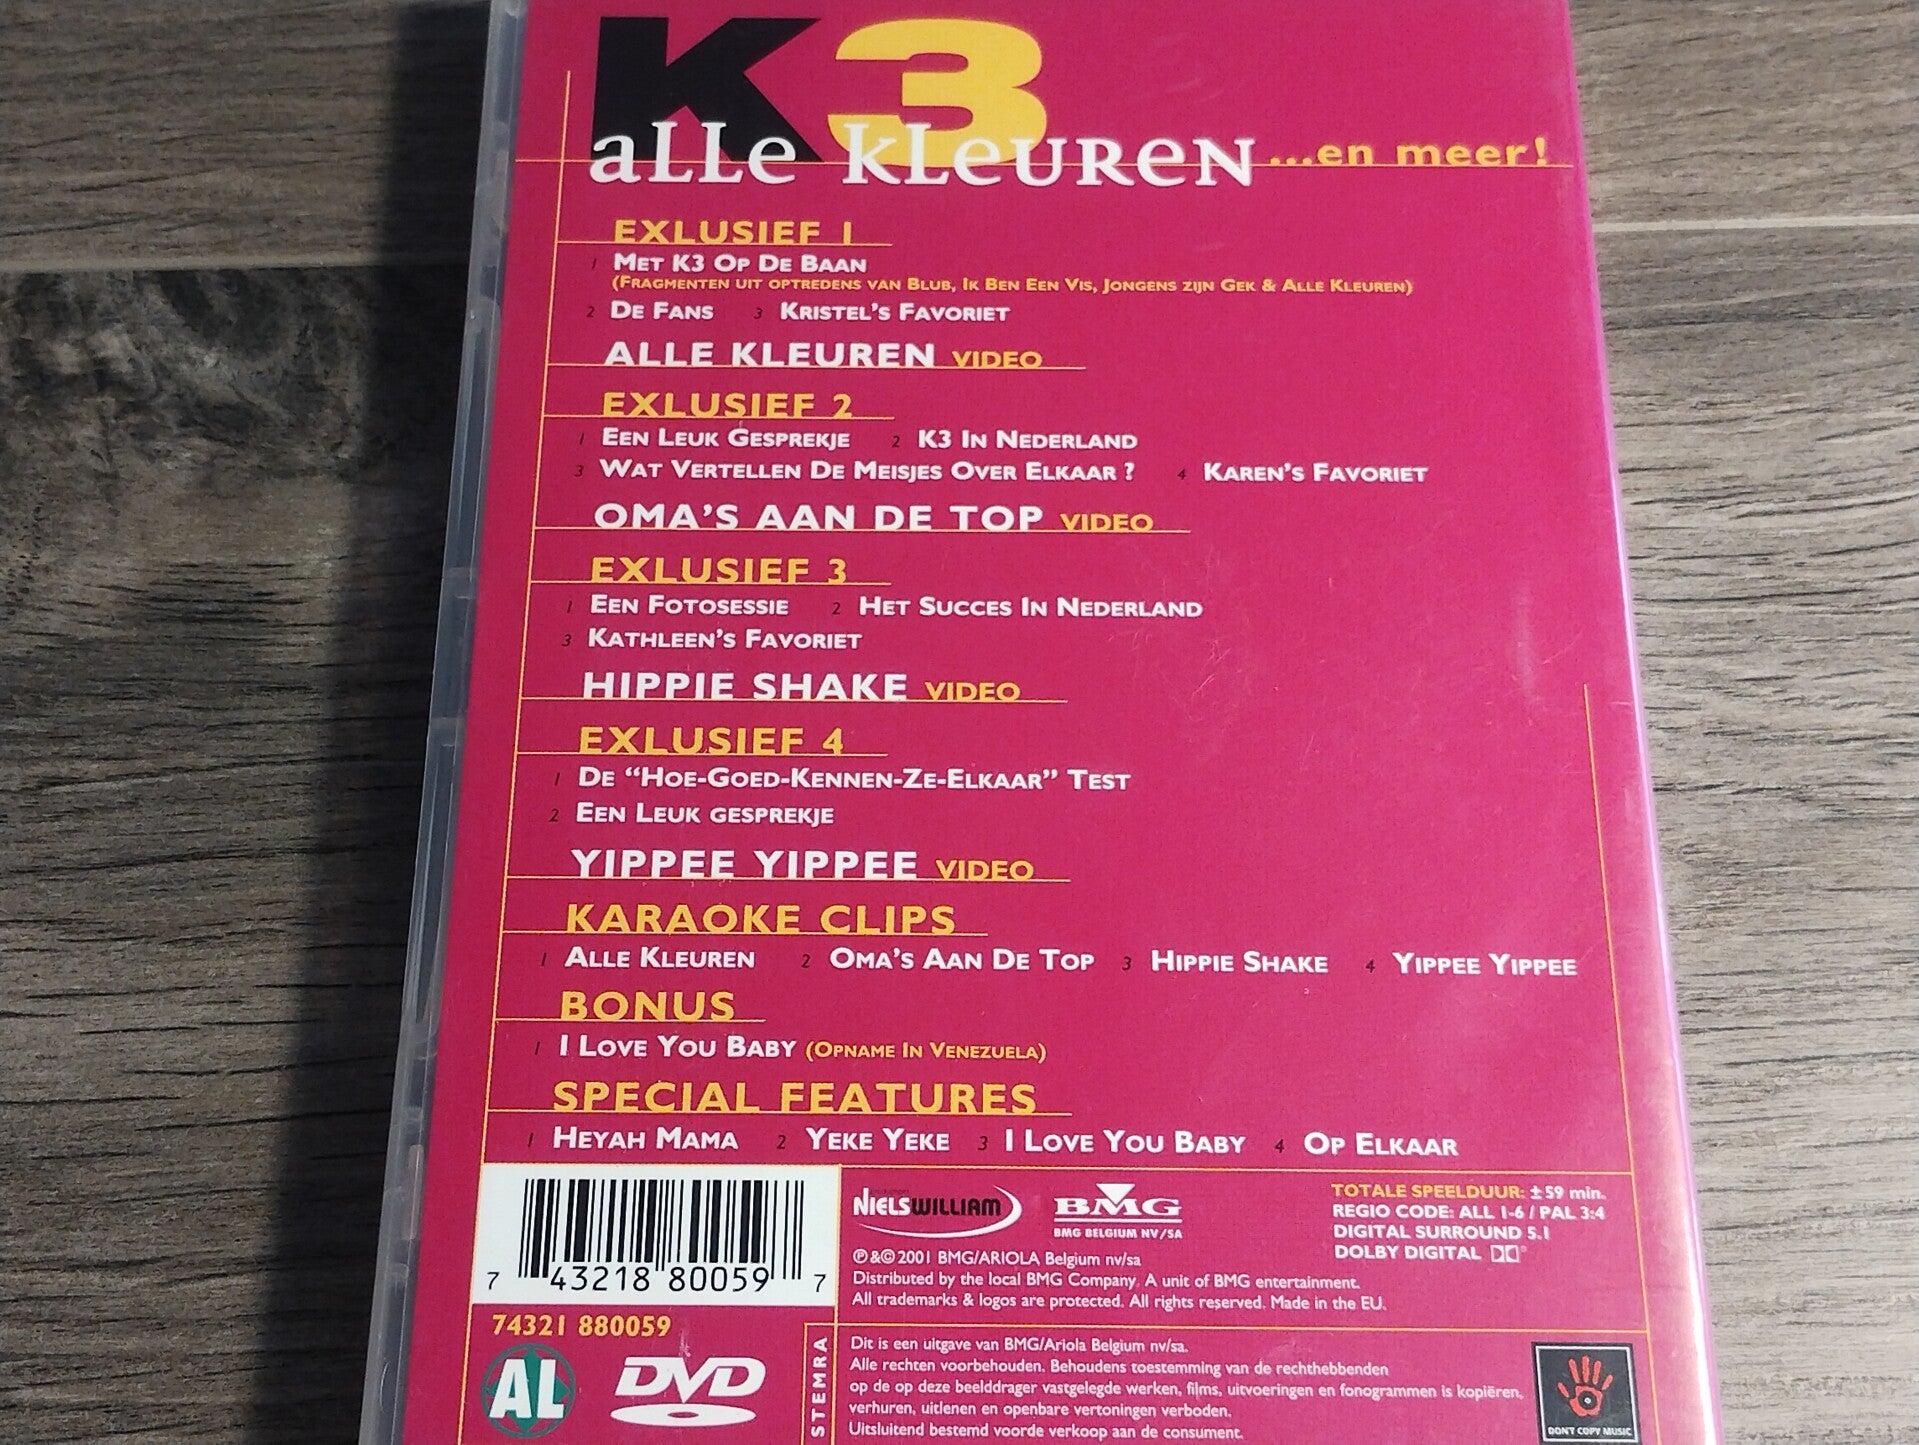 K3
alle kleuren ...en meer!
EXLUSIEF 1
1 Met K3 Op De Baan
(Fragmenten uit optredens van Blub, Ik Ben Een Vis, Jongens zijn Gek & Alle Kleuren)
2 De Fans 3 Kristel's Favoriet
ALLE KLEUREN VIDEO
EXLUSIEF 2
1 Een Leuk Gesprekje 2 K3 In Nederland
3 Wat Vertellen De Meisjes Over Elkaar ? 4 Karen's Favoriet
OMA'S AAN DE TOP VIDEO
EXLUSIEF 3
1 Een Fotosessie 2 Het Succes In Nederland
3 Kathleen's Favoriet
HIPPIE SHAKE VIDEO
EXLUSIEF 4
1 De "Hoe-Goed-Kennen-Ze-Elkaar" Test
2 Een Leuk gesprekje
YIPPEE YIPPEE VIDEO
KARAOKE CLIPS
1 Alle Kleuren 2 Oma's Aan De Top 3 Hippie Shake 4 Yippee Yippee
BONUS
1 I Love You Baby (Opname In Venezuela)
SPECIAL FEATURES
1 Heyah Mama 2 Yeke Yeke 3 I Love You Baby 4 Op Elkaar
7 43218 80059 7
74321 880059
AL
DVD
NIELSWILLIAM
BMG
BMG BELGIUM NV/SA
TOTALE SPEELDUUR: ± 59 min.
REGIO CODE: ALL 1-6 / PAL 3:4
DIGITAL SURROUND 5.1
DOLBY DIGITAL
℗&© 2001 BMG/ARIOLA Belgium nv/sa
Distributed by the local BMG Company. A unit of BMG entertainment.
All trademarks & logos are protected. All rights reserved. Made in the EU.
STEMRA
Dit is een uitgave van BMG/Ariola Belgium nv/sa.
Alle rechten voorbehouden. Behoudens toestemming van de rechthebbenden
op de op deze beelddrager vastgelegde werken, films, uitvoeringen en fonogrammen is kopiëren,
verhuren, uitlenen en openbare vertoningen verboden.
Uitsluitend bestemd voorde verkoop aan de consument.
DON'T COPY MUSIC